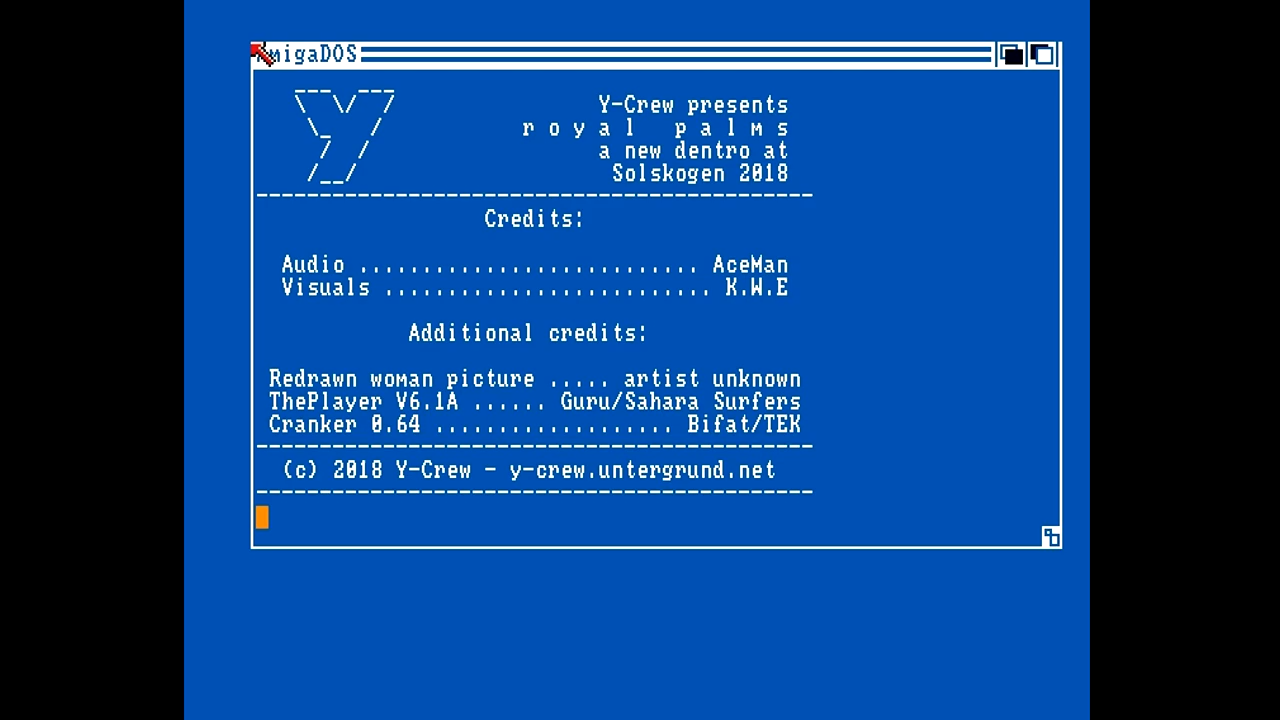 AmigaDOS
Y-Crew presents
r o y a l   p a l m s
a new dentro at
Solskogen 2018
Credits:
Audio ........................... AceMan
Visuals .......................... K.W.E
Additional credits:
Redrawn woman picture ..... artist unknown
ThePlayer V6.1A ...... Guru/Sahara Surfers
Cranker 0.64 ................... Bifat/TEK
(c) 2018 Y-Crew - y-crew.untergrund.net